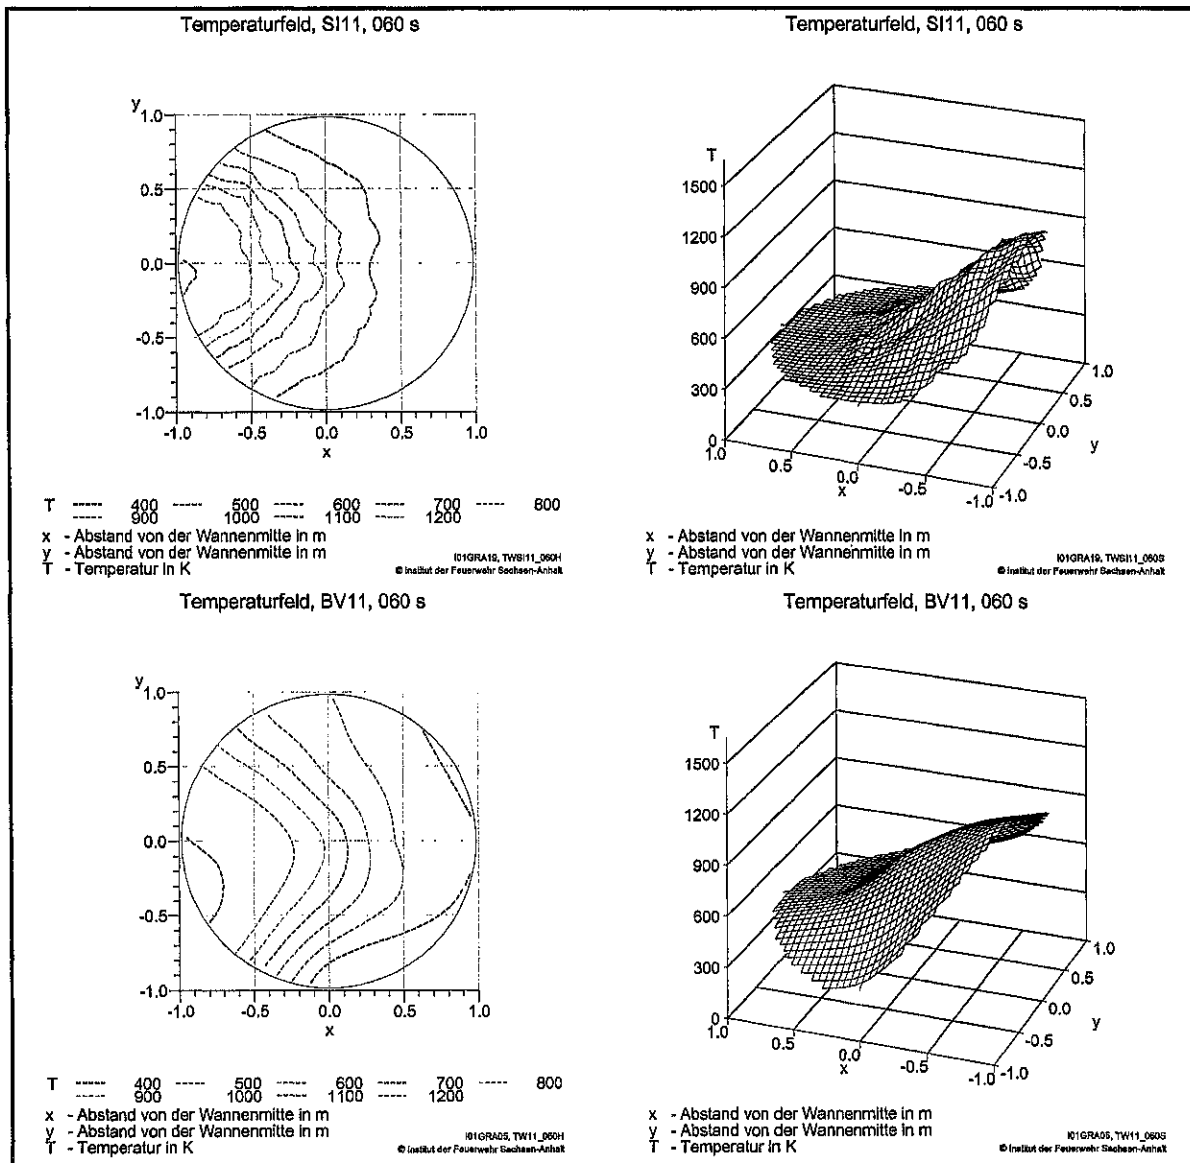 Temperaturfeld, SI11, 060 s
y
1.0
0.5
0.0
-0.5
-1.0
-1.0 -0.5 0.0 0.5 1.0
x
T 400 500 600 700 800
900 1000 1100 1200
x - Abstand von der Wannenmitte in m
y - Abstand von der Wannenmitte in m
T - Temperatur in K
I01GRA19, TWSI11_060H
© Institut der Feuerwehr Sachsen-Anhalt
Temperaturfeld, SI11, 060 s
T
1500
1200
900
600
300
0
1.0 0.5 0.0 -0.5 -1.0
x
1.0
0.5
0.0
-0.5
-1.0
y
x - Abstand von der Wannenmitte in m
y - Abstand von der Wannenmitte in m
T - Temperatur in K
I01GRA19, TWSI11_060S
© Institut der Feuerwehr Sachsen-Anhalt
Temperaturfeld, BV11, 060 s
y
1.0
0.5
0.0
-0.5
-1.0
-1.0 -0.5 0.0 0.5 1.0
x
T 400 500 600 700 800
900 1000 1100 1200
x - Abstand von der Wannenmitte in m
y - Abstand von der Wannenmitte in m
T - Temperatur in K
I01GRA05, TW11_060H
© Institut der Feuerwehr Sachsen-Anhalt
Temperaturfeld, BV11, 060 s
T
1500
1200
900
600
300
0
1.0 0.5 0.0 -0.5 -1.0
x
1.0
0.5
0.0
-0.5
-1.0
y
x - Abstand von der Wannenmitte in m
y - Abstand von der Wannenmitte in m
T - Temperatur in K
I01GRA05, TW11_060S
© Institut der Feuerwehr Sachsen-Anhalt